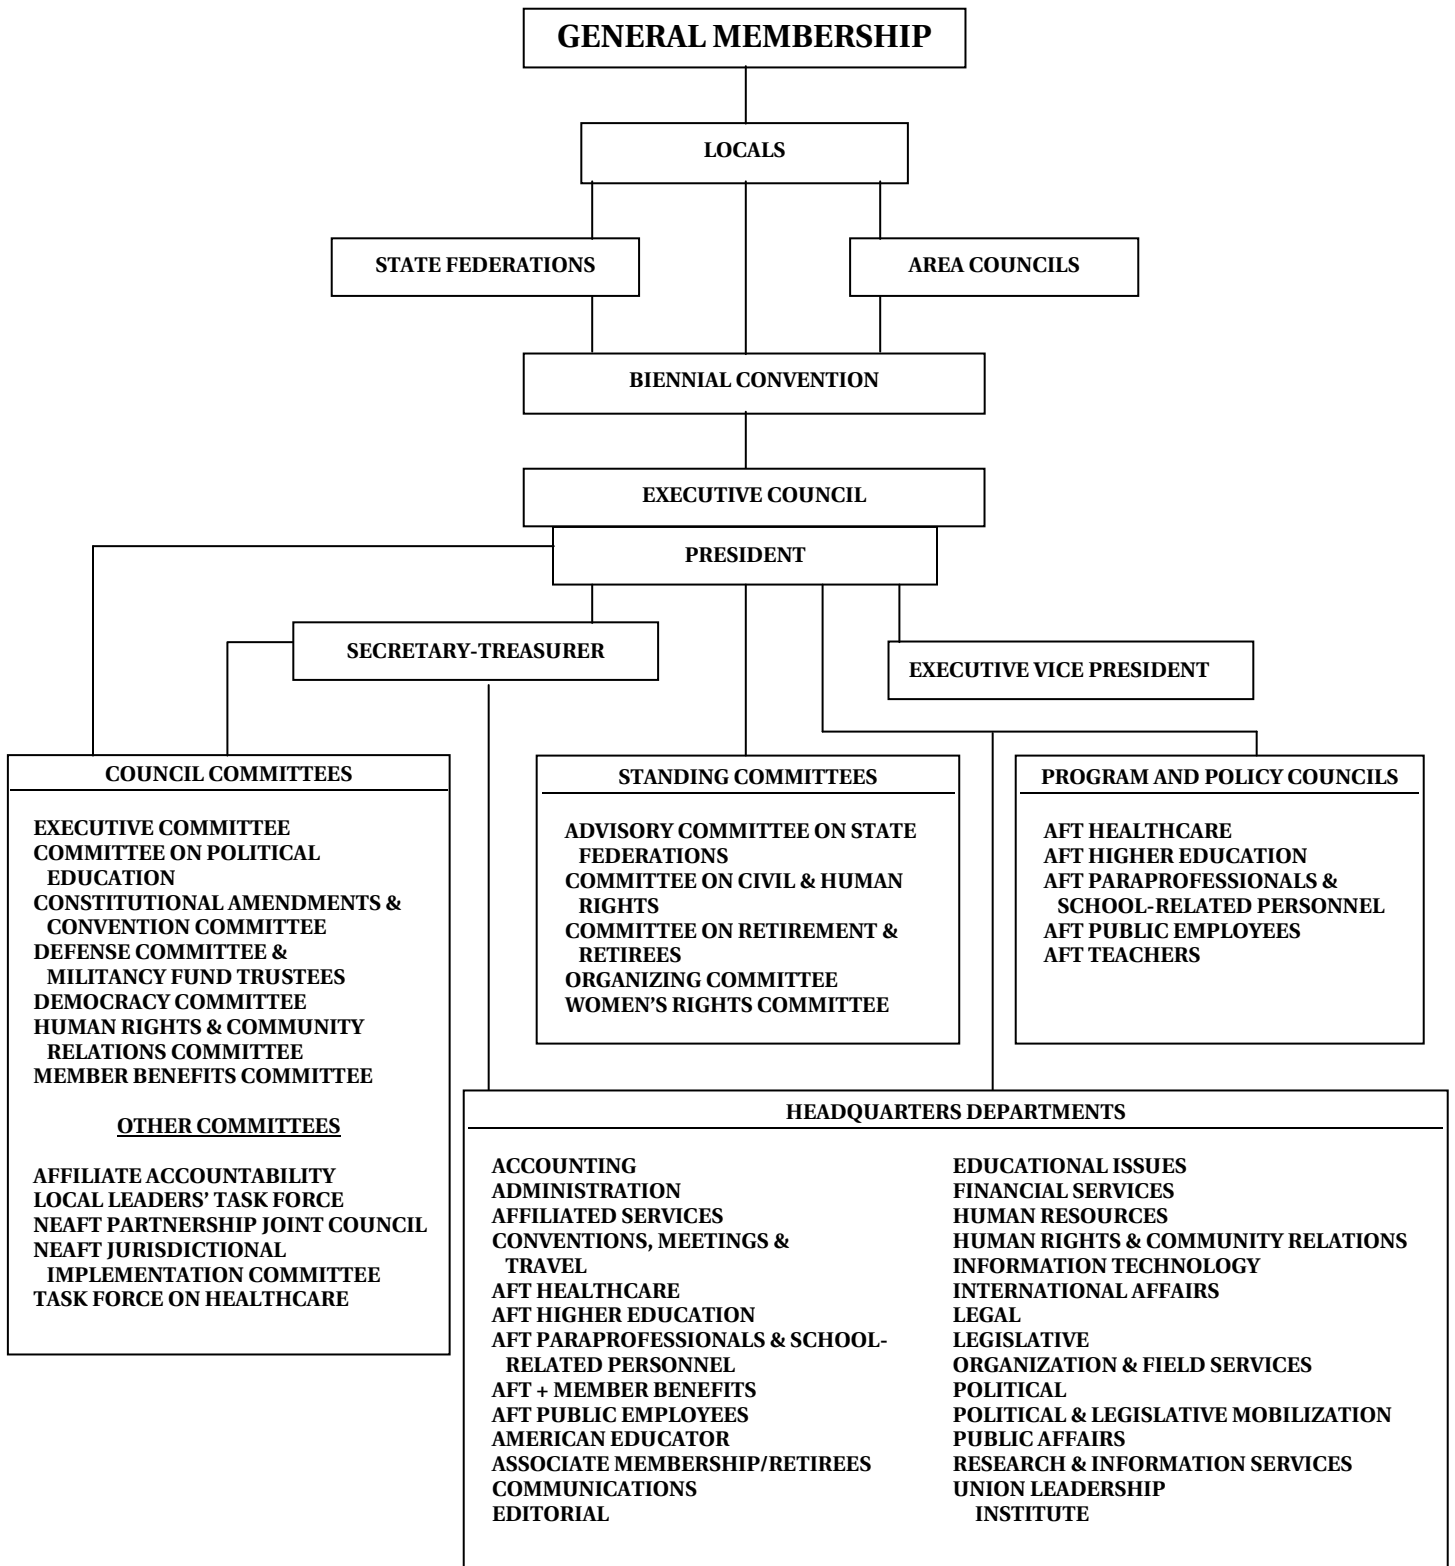 GENERAL MEMBERSHIP
LOCALS
STATE FEDERATIONS
AREA COUNCILS
BIENNIAL CONVENTION
EXECUTIVE COUNCIL
PRESIDENT
SECRETARY-TREASURER
EXECUTIVE VICE PRESIDENT
COUNCIL COMMITTEES
EXECUTIVE COMMITTEE
COMMITTEE ON POLITICAL
EDUCATION
CONSTITUTIONAL AMENDMENTS &
CONVENTION COMMITTEE
DEFENSE COMMITTEE &
MILITANCY FUND TRUSTEES
DEMOCRACY COMMITTEE
HUMAN RIGHTS & COMMUNITY
RELATIONS COMMITTEE
MEMBER BENEFITS COMMITTEE
OTHER COMMITTEES
AFFILIATE ACCOUNTABILITY
LOCAL LEADERS’ TASK FORCE
NEAFT PARTNERSHIP JOINT COUNCIL
NEAFT JURISDICTIONAL
IMPLEMENTATION COMMITTEE
TASK FORCE ON HEALTHCARE
STANDING COMMITTEES
ADVISORY COMMITTEE ON STATE
FEDERATIONS
COMMITTEE ON CIVIL & HUMAN
RIGHTS
COMMITTEE ON RETIREMENT &
RETIREES
ORGANIZING COMMITTEE
WOMEN’S RIGHTS COMMITTEE
PROGRAM AND POLICY COUNCILS
AFT HEALTHCARE
AFT HIGHER EDUCATION
AFT PARAPROFESSIONALS &
SCHOOL-RELATED PERSONNEL
AFT PUBLIC EMPLOYEES
AFT TEACHERS
HEADQUARTERS DEPARTMENTS
ACCOUNTING
ADMINISTRATION
AFFILIATED SERVICES
CONVENTIONS, MEETINGS &
TRAVEL
AFT HEALTHCARE
AFT HIGHER EDUCATION
AFT PARAPROFESSIONALS & SCHOOL-
RELATED PERSONNEL
AFT + MEMBER BENEFITS
AFT PUBLIC EMPLOYEES
AMERICAN EDUCATOR
ASSOCIATE MEMBERSHIP/RETIREES
COMMUNICATIONS
EDITORIAL
EDUCATIONAL ISSUES
FINANCIAL SERVICES
HUMAN RESOURCES
HUMAN RIGHTS & COMMUNITY RELATIONS
INFORMATION TECHNOLOGY
INTERNATIONAL AFFAIRS
LEGAL
LEGISLATIVE
ORGANIZATION & FIELD SERVICES
POLITICAL
POLITICAL & LEGISLATIVE MOBILIZATION
PUBLIC AFFAIRS
RESEARCH & INFORMATION SERVICES
UNION LEADERSHIP
INSTITUTE